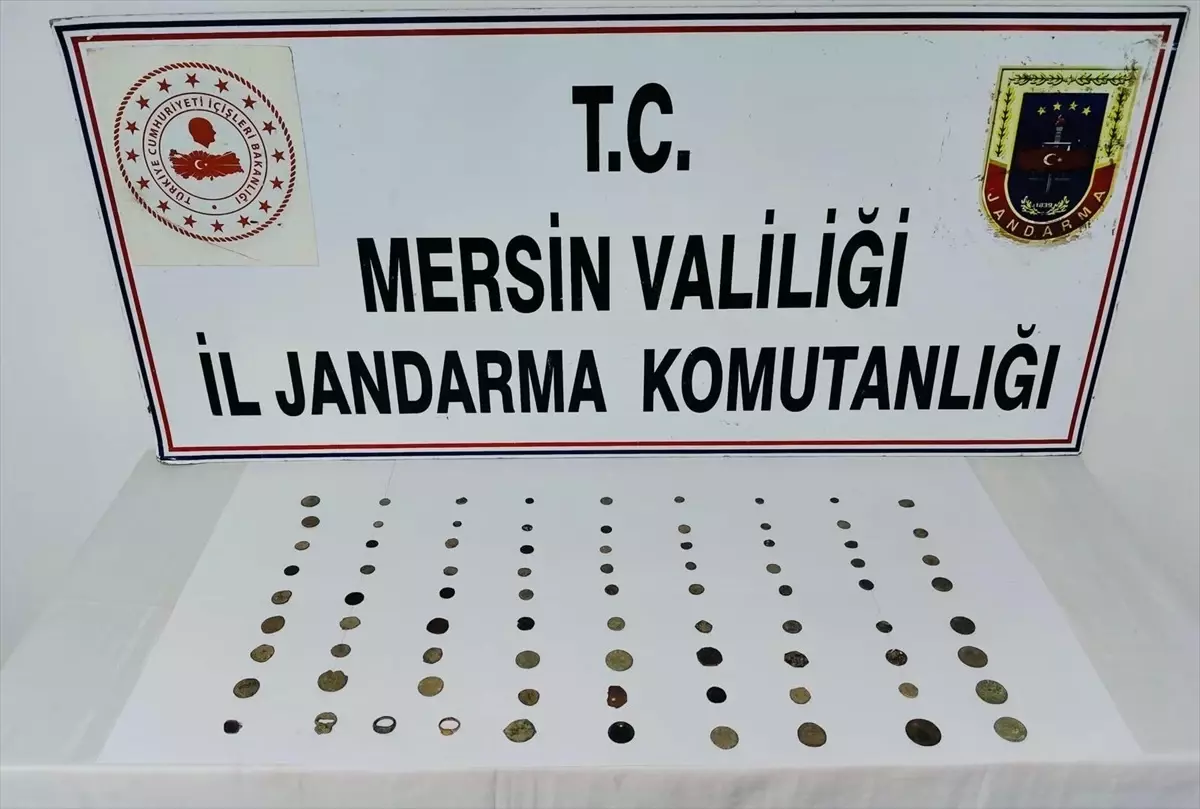 TÜRKİYE CUMHURİYETİ İÇİŞLERİ BAKANLIĞI
T.C.
MERSİN VALİLİĞİ
İL JANDARMA KOMUTANLIĞI
JANDARMA